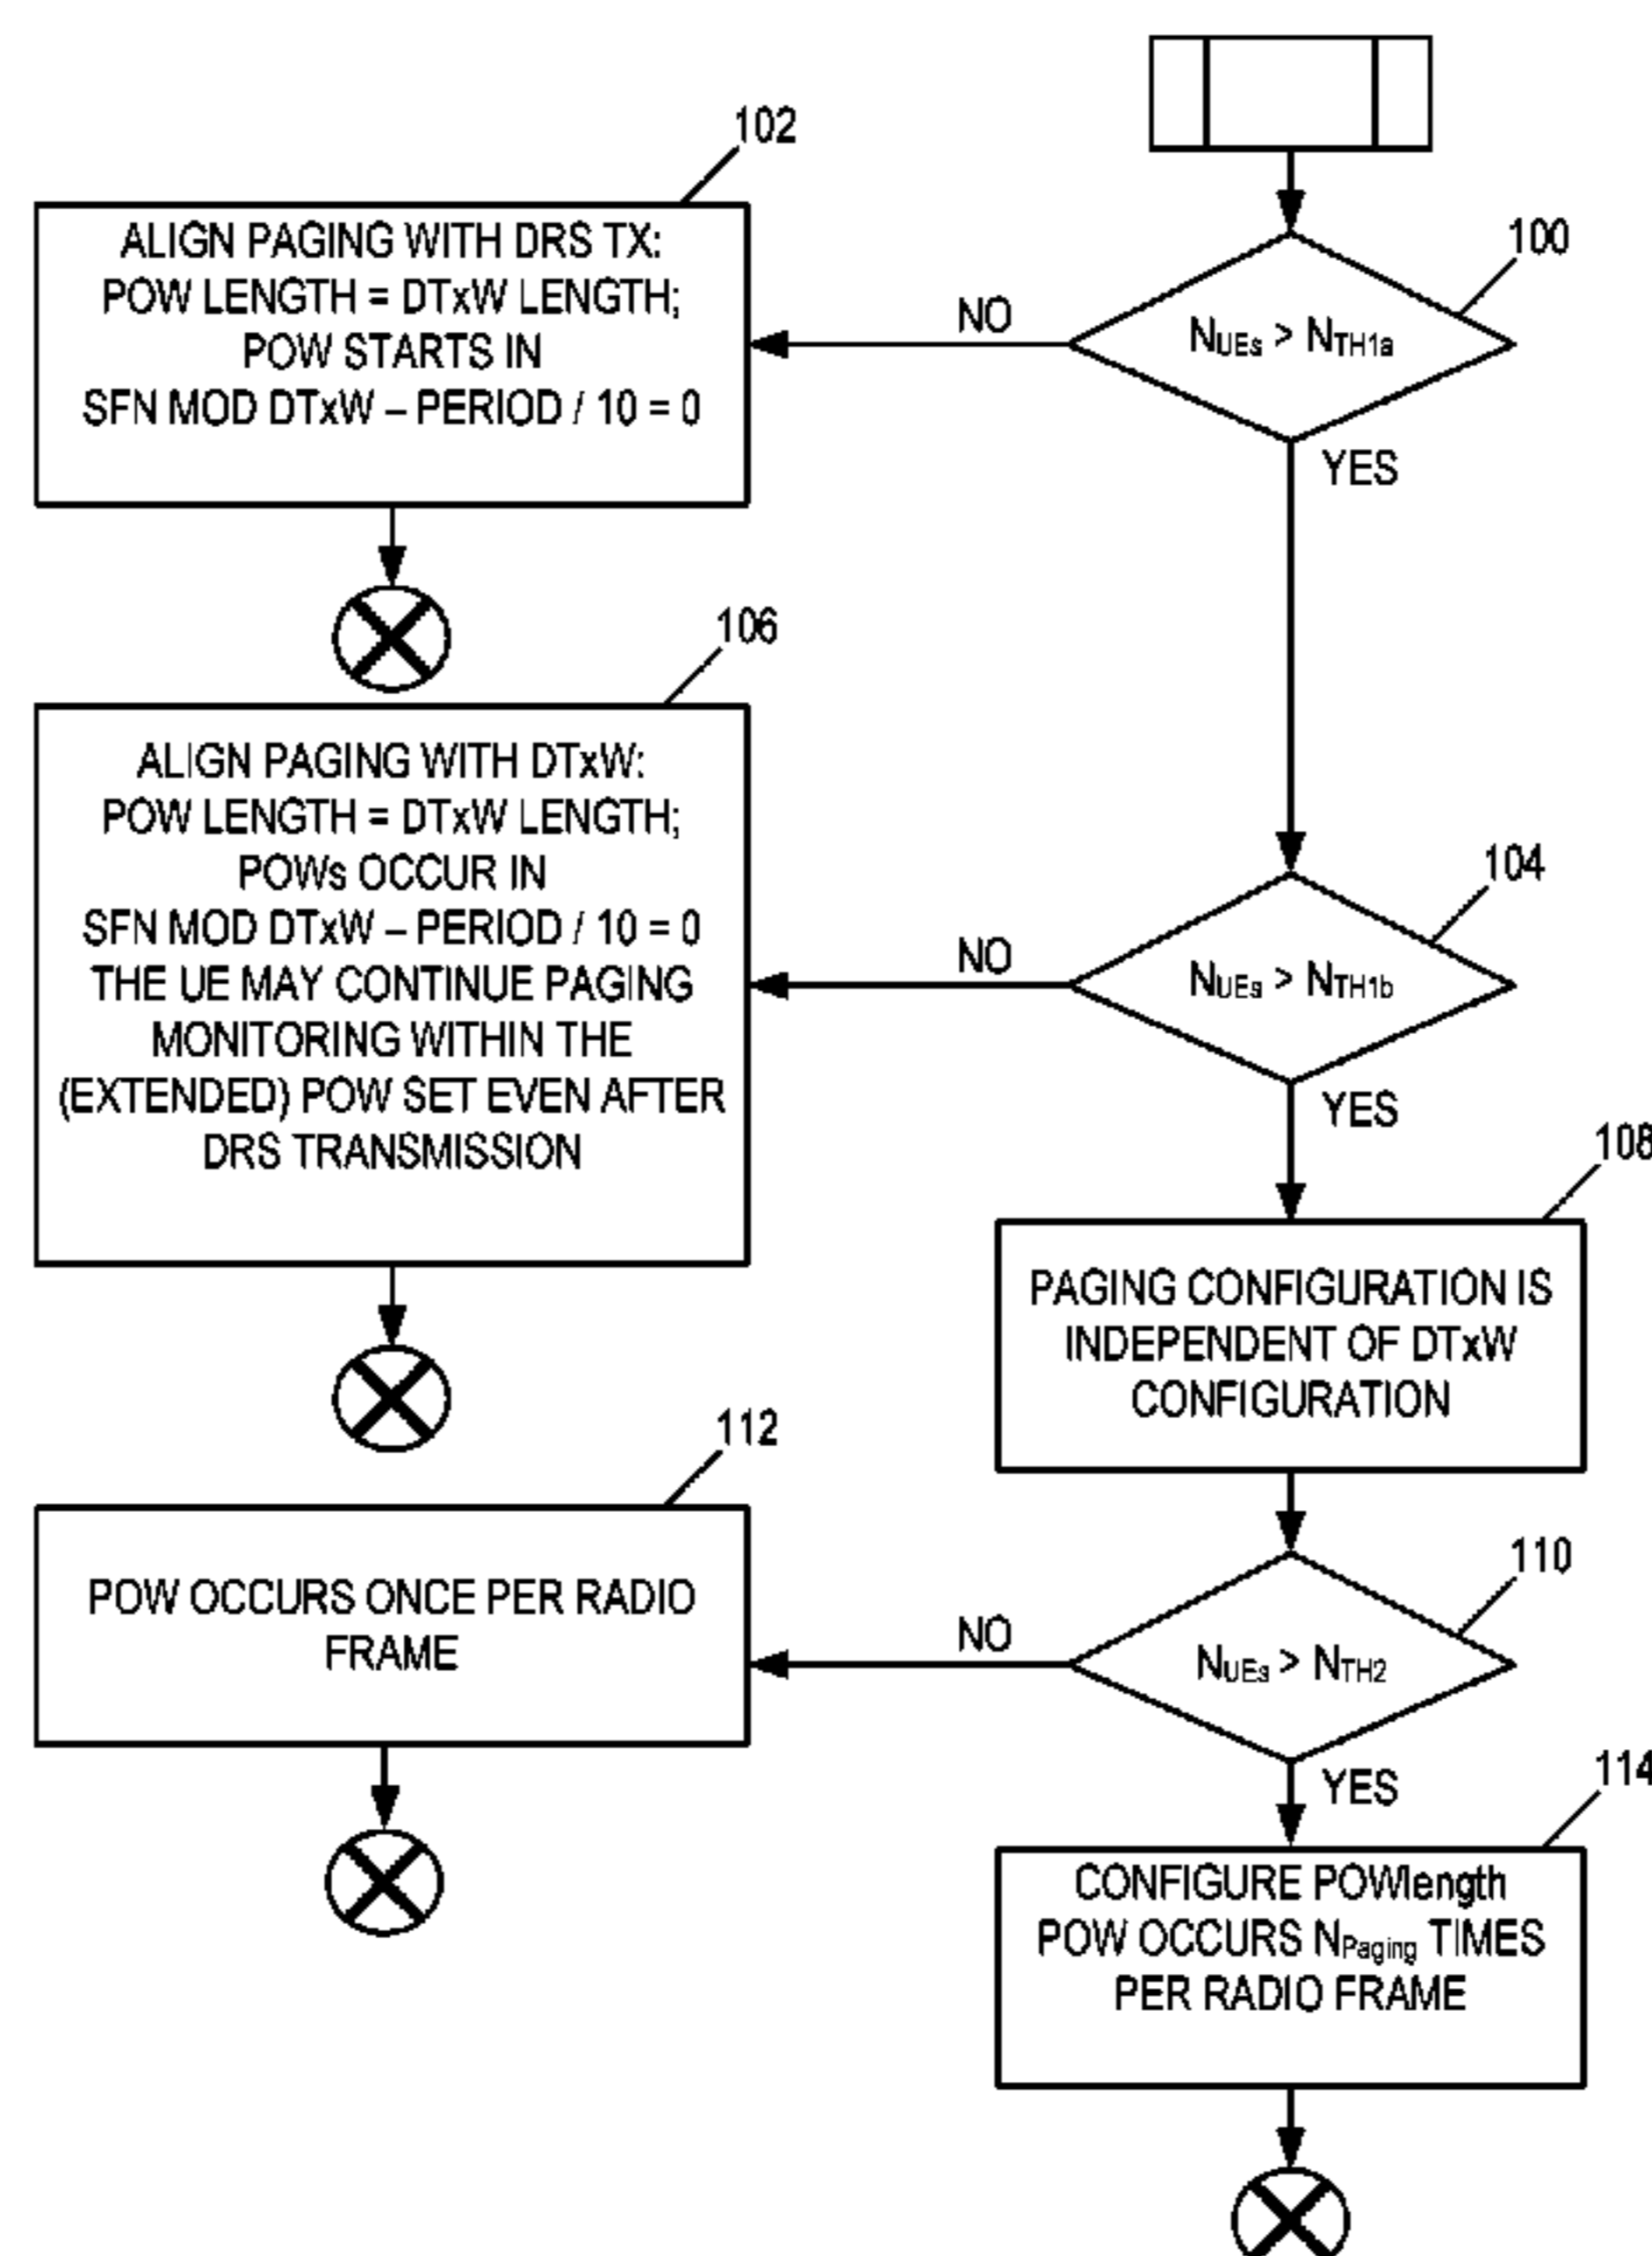 102
ALIGN PAGING WITH DRS TX:
POW LENGTH = DTxW LENGTH;
POW STARTS IN
SFN MOD DTxW – PERIOD / 10 = 0
100
NUEs > NTH1a
NO
YES
106
ALIGN PAGING WITH DTxW:
POW LENGTH = DTxW LENGTH;
POWs OCCUR IN
SFN MOD DTxW – PERIOD / 10 = 0
THE UE MAY CONTINUE PAGING
MONITORING WITHIN THE
(EXTENDED) POW SET EVEN AFTER
DRS TRANSMISSION
104
NUEs > NTH1b
NO
YES
108
PAGING CONFIGURATION IS
INDEPENDENT OF DTxW
CONFIGURATION
112
POW OCCURS ONCE PER RADIO
FRAME
110
NUEs > NTH2
NO
YES
114
CONFIGURE POWlength
POW OCCURS NPaging TIMES
PER RADIO FRAME